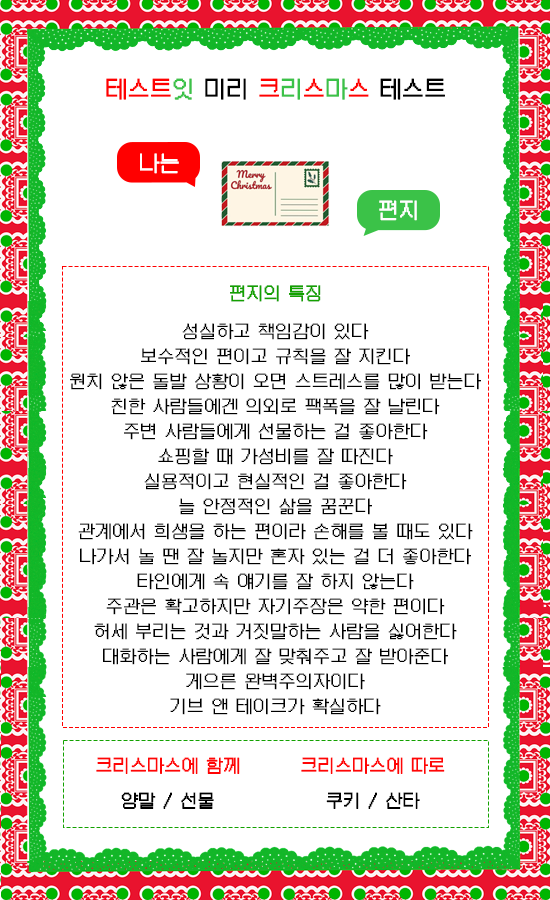 테스트잇 미리 크리스마스 테스트
나는
Merry
Christmas
편지
편지의 특징
성실하고 책임감이 있다
보수적인 편이고 규칙을 잘 지킨다
원치 않은 돌발 상황이 오면 스트레스를 많이 받는다
친한 사람들에겐 의외로 팩폭을 잘 날린다
주변 사람들에게 선물하는 걸 좋아한다
쇼핑할 때 가성비를 잘 따진다
실용적이고 현실적인 걸 좋아한다
늘 안정적인 삶을 꿈꾼다
관계에서 희생을 하는 편이라 손해를 볼 때도 있다
나가서 놀 땐 잘 놀지만 혼자 있는 걸 더 좋아한다
타인에게 속 얘기를 잘 하지 않는다
주관은 확고하지만 자기주장은 약한 편이다
허세 부리는 것과 거짓말하는 사람을 싫어한다
대화하는 사람에게 잘 맞춰주고 잘 받아준다
게으른 완벽주의자이다
기브 앤 테이크가 확실하다
크리스마스에 함께
양말 / 선물
크리스마스에 따로
쿠키 / 산타